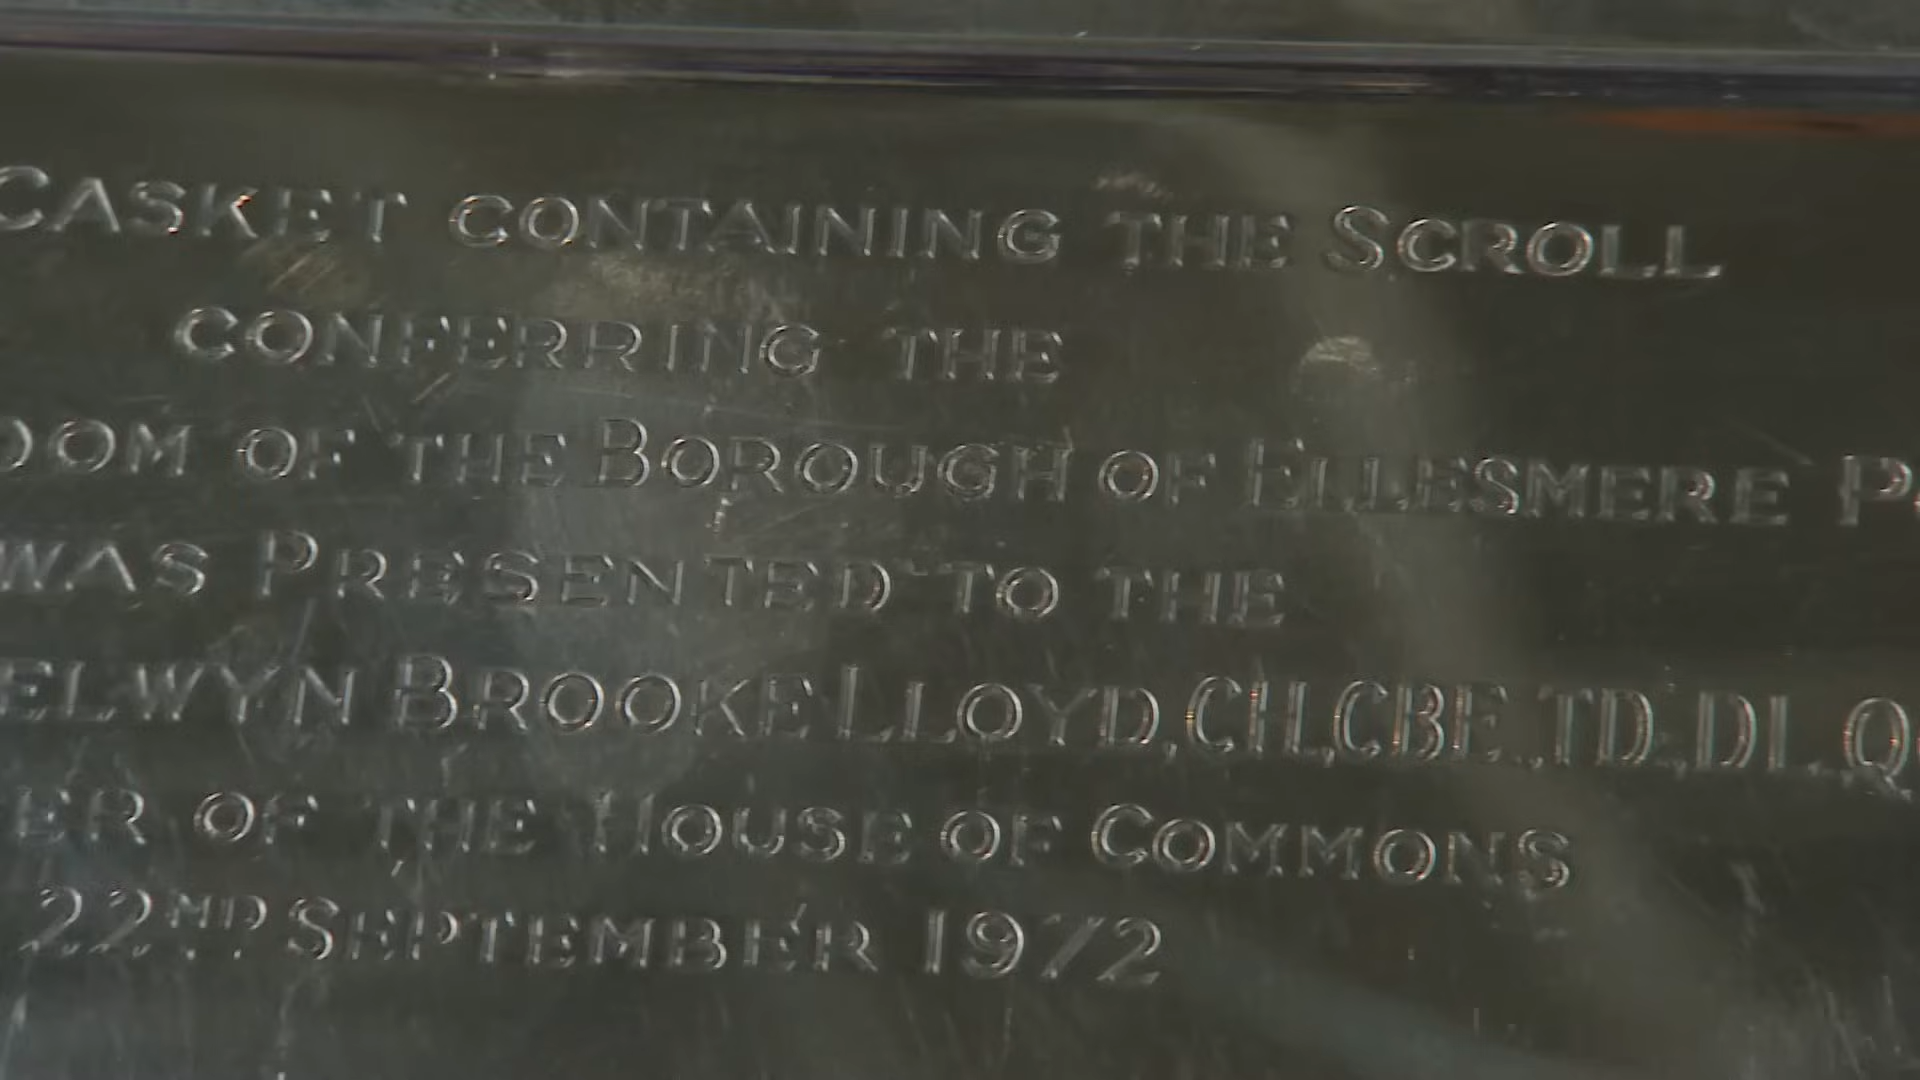 CASKET CONTAINING THE SCROLL
CONFERRING THE
DOM OF THE BOROUGH OF ELLESMERE P
WAS PRESENTED TO THE
ELWYN BROOKE LLOYD, CH., CBE., TD., DL., Q
ER OF THE HOUSE OF COMMONS
22ND SEPTEMBER 1972